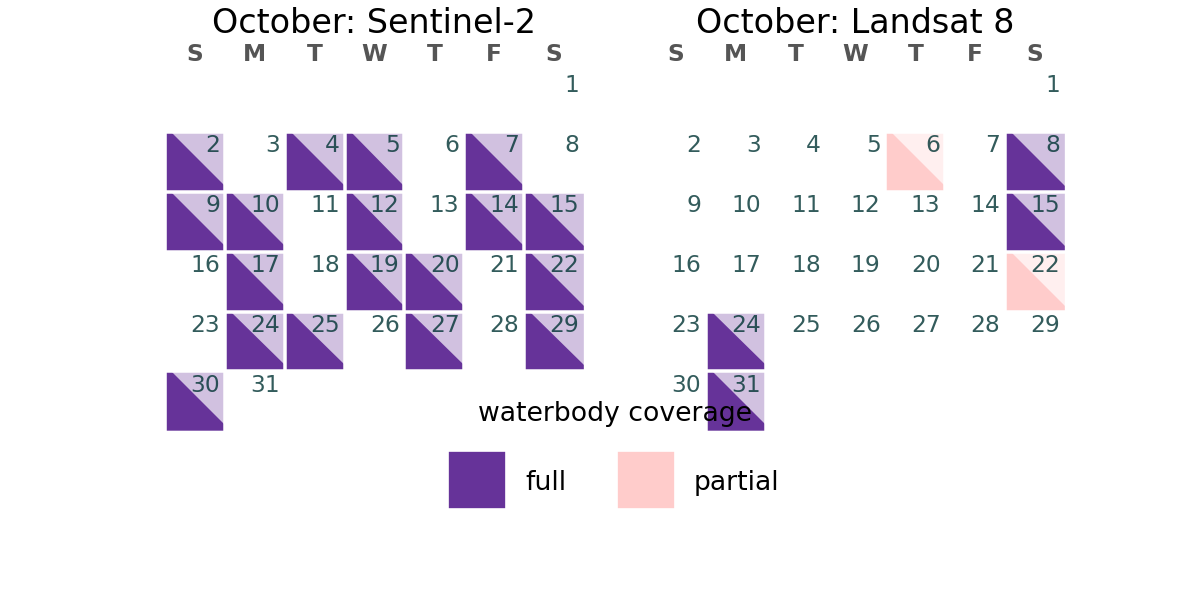 October: Sentinel-2
S M T W T F S
1
2 3 4 5 6 7 8
9 10 11 12 13 14 15
16 17 18 19 20 21 22
23 24 25 26 27 28 29
30 31
October: Landsat 8
S M T W T F S
1
2 3 4 5 6 7 8
9 10 11 12 13 14 15
16 17 18 19 20 21 22
23 24 25 26 27 28 29
30 31
waterbody coverage
full
partial